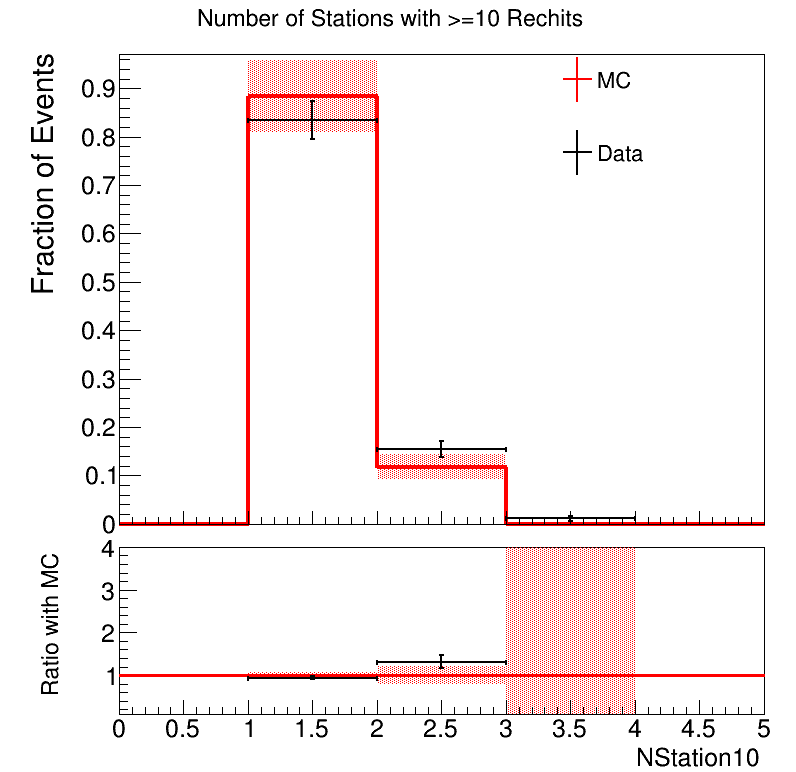 Number of Stations with >=10 Rechits
Fraction of Events
0.9
0.8
0.7
0.6
0.5
0.4
0.3
0.2
0.1
0
MC
Data
Ratio with MC
4
3
2
1
0 0.5 1 1.5 2 2.5 3 3.5 4 4.5 5
NStation10